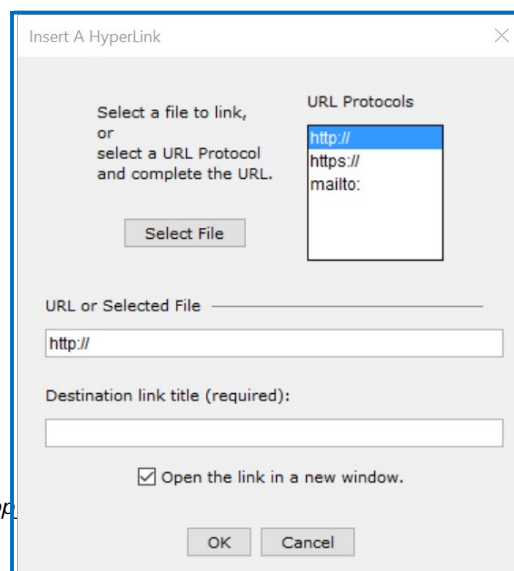 Insert A HyperLink
Select a file to link,
or
select a URL Protocol
and complete the URL.
URL Protocols
http://
https://
mailto:
Select File
URL or Selected File
http://
Destination link title (required):
Open the link in a new window.
OK
Cancel